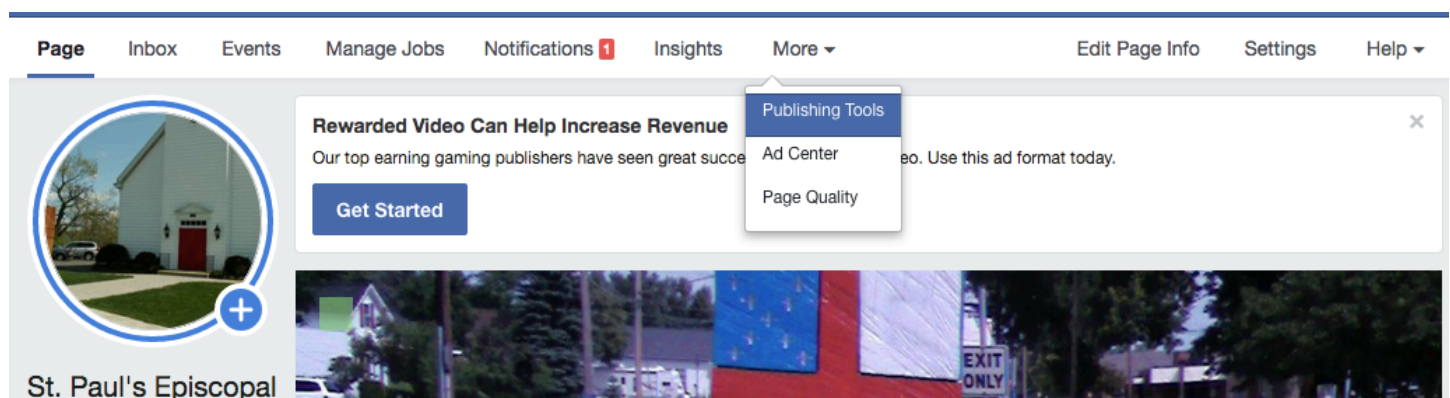 Page Inbox Events Manage Jobs Notifications 1 Insights More Edit Page Info Settings Help
Publishing Tools
Ad Center
Page Quality
Rewarded Video Can Help Increase Revenue
Our top earning gaming publishers have seen great succe eo. Use this ad format today.
Get Started
St. Paul's Episcopal
EXIT
ONLY